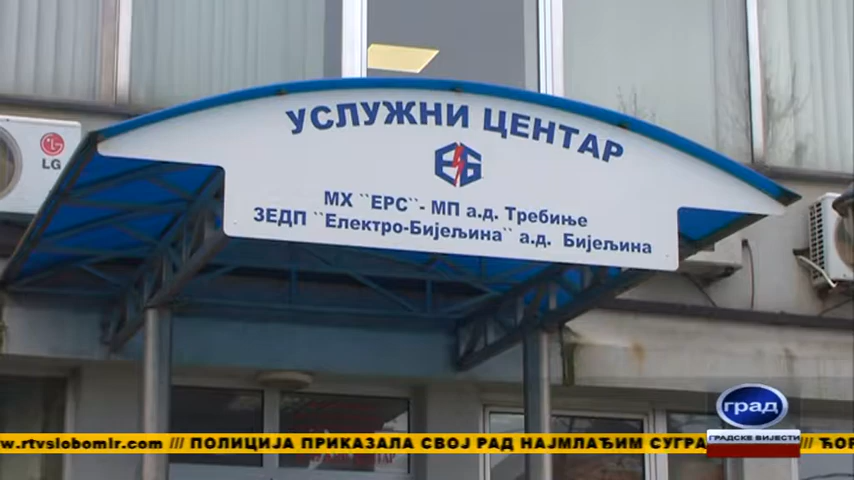 УСЛУЖНИ ЦЕНТАР
ЕБ
МХ ``ЕРС``- МП а.д. Требиње
ЗЕДП ``Електро-Бијељина`` а.д. Бијељина
LG
град
ГРАДСКЕ ВИЈЕСТИ
www.rtvslobomir.com /// ПОЛИЦИЈА ПРИКАЗАЛА СВОЈ РАД НАЈМЛАЂИМ СУГРА /// ЋОР